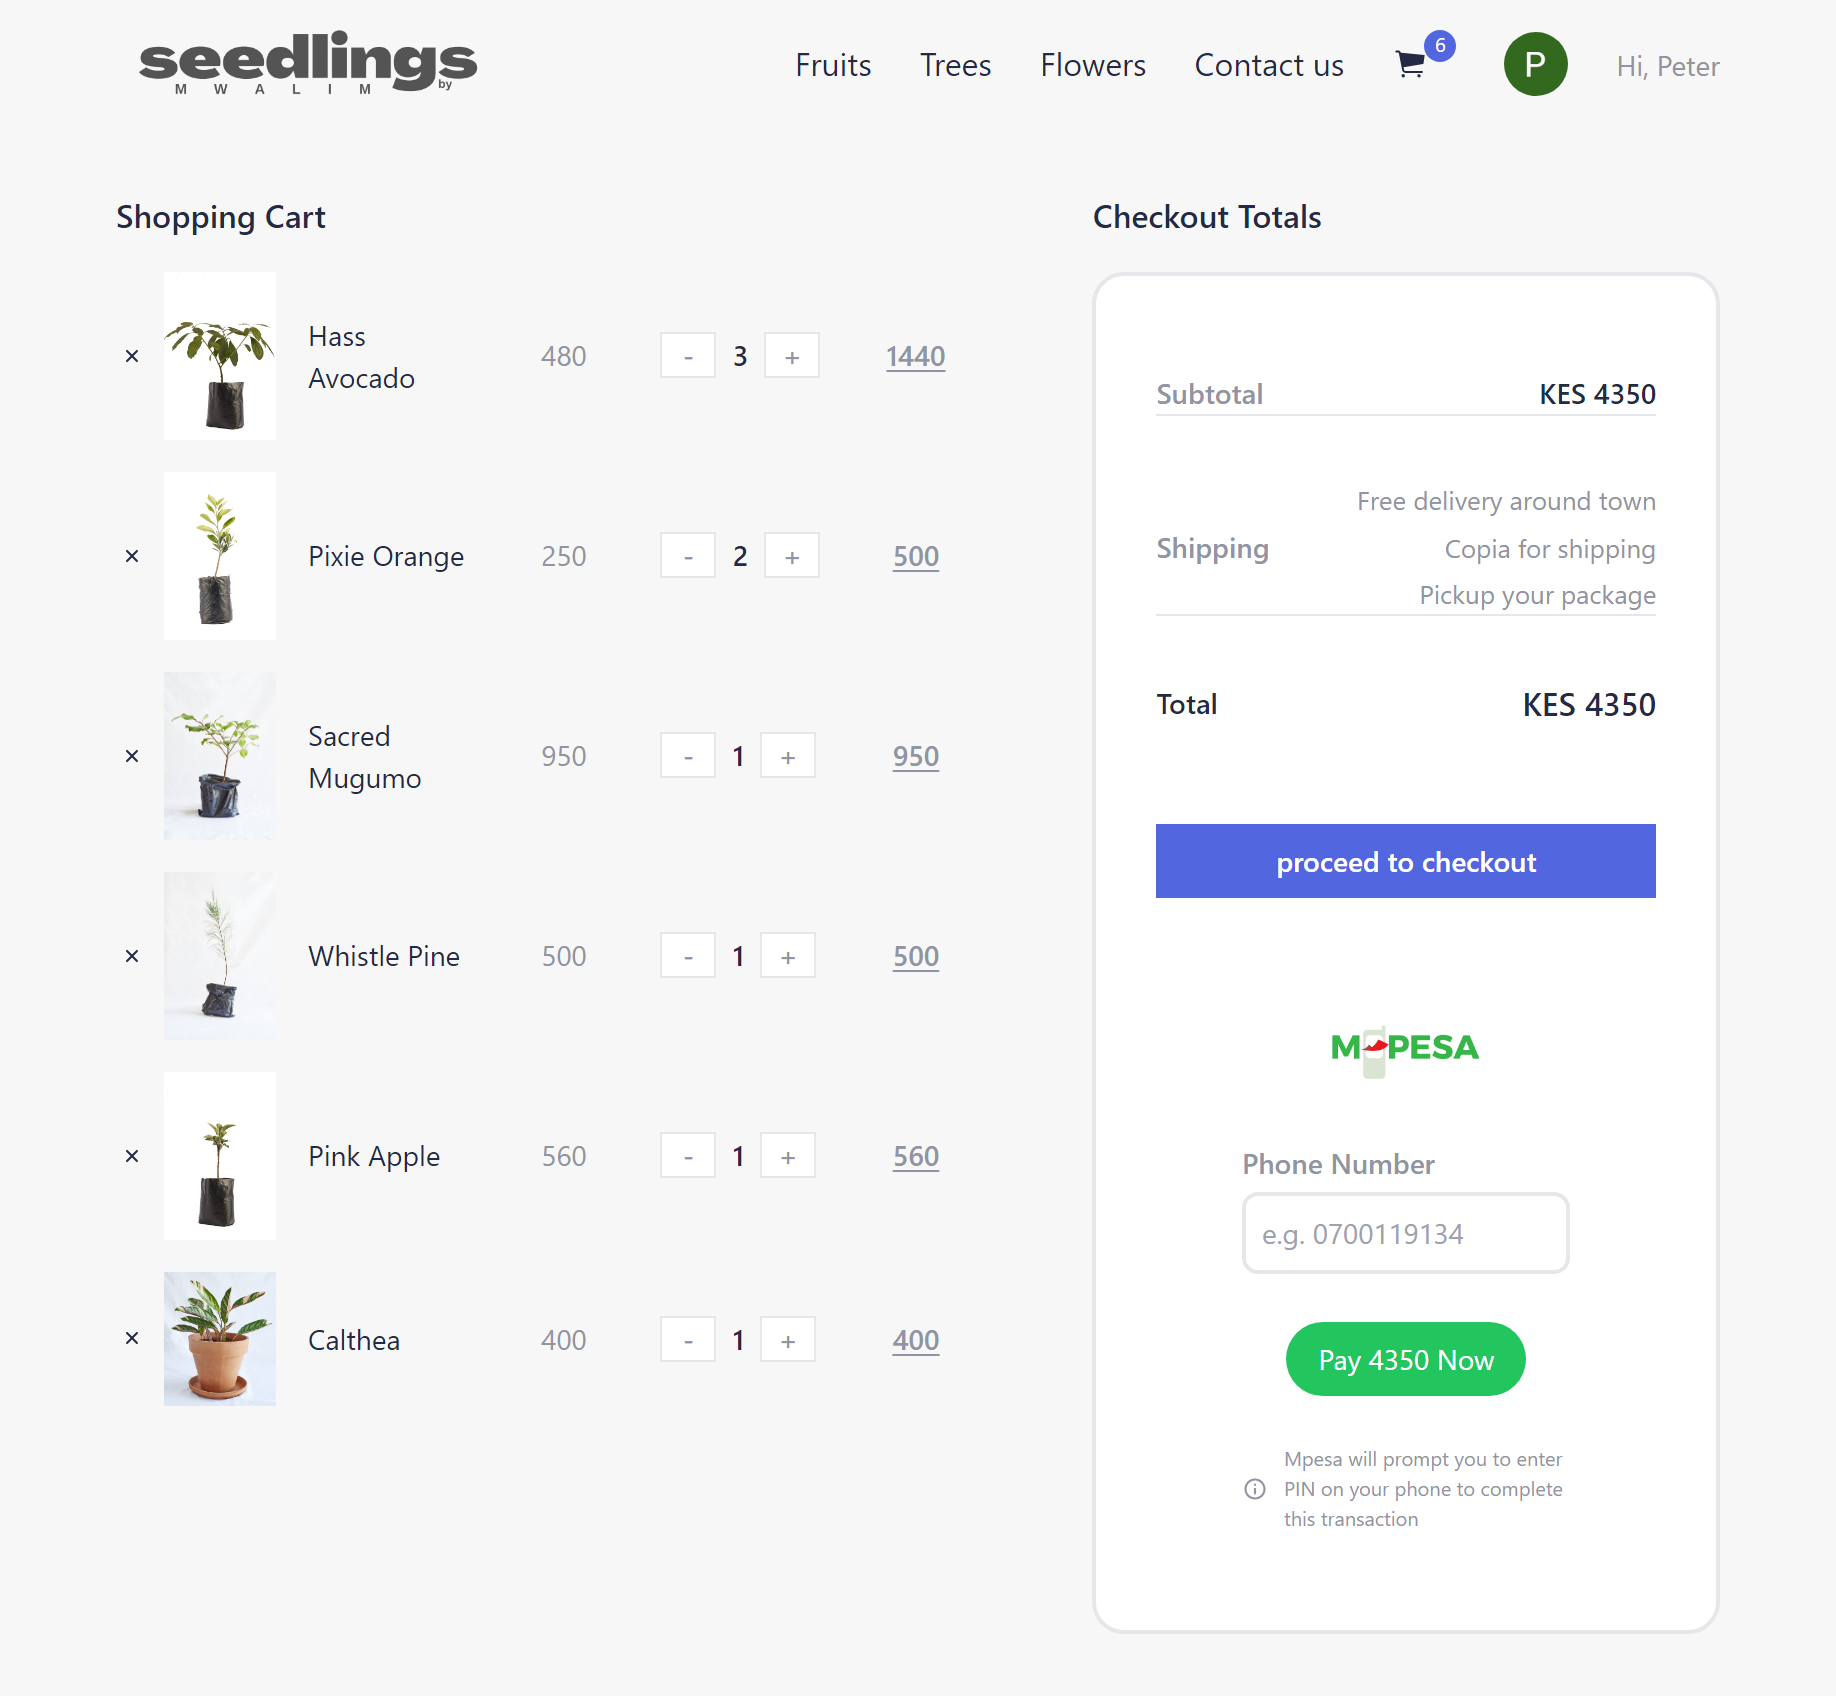 seedlings
by
MWALIM
Fruits
Trees
Flowers
Contact us
6
P
Hi, Peter
Shopping Cart
×
Hass
Avocado
480
-
3
+
1440
×
Pixie Orange
250
-
2
+
500
×
Sacred
Mugumo
950
-
1
+
950
×
Whistle Pine
500
-
1
+
500
×
Pink Apple
560
-
1
+
560
×
Calthea
400
-
1
+
400
Checkout Totals
Subtotal
KES 4350
Shipping
Free delivery around town
Copia for shipping
Pickup your package
Total
KES 4350
proceed to checkout
M PESA
Phone Number
e.g. 0700119134
Pay 4350 Now
Mpesa will prompt you to enter
PIN on your phone to complete
this transaction